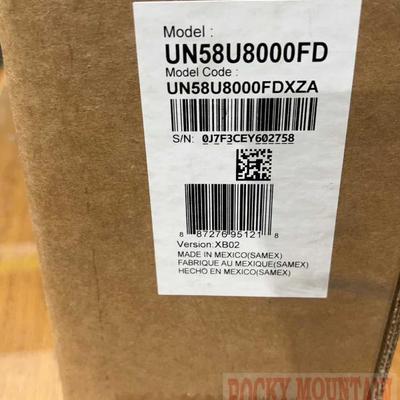 Model :
UN58U8000FD
Model Code :
UN58U8000FDXZA
S/N: 0J7F3CEY602758
8 87276 95121 8
Version:XB02
MADE IN MEXICO(SAMEX)
FABRIQUE AU MEXIQUE(SAMEX)
HECHO EN MEXICO(SAMEX)
ROCKY MOUNTAIN